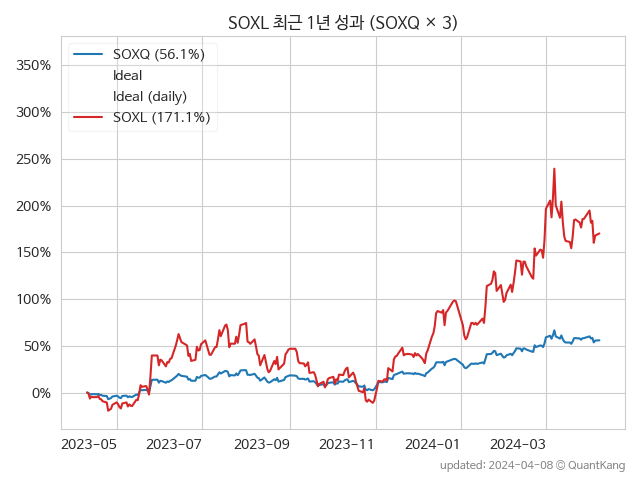 SOXL 최근 1년 성과 (SOXQ × 3)
SOXQ (56.1%)
Ideal
Ideal (daily)
SOXL (171.1%)
350%
300%
250%
200%
150%
100%
50%
0%
2023-05
2023-07
2023-09
2023-11
2024-01
2024-03
updated: 2024-04-08 © QuantKang